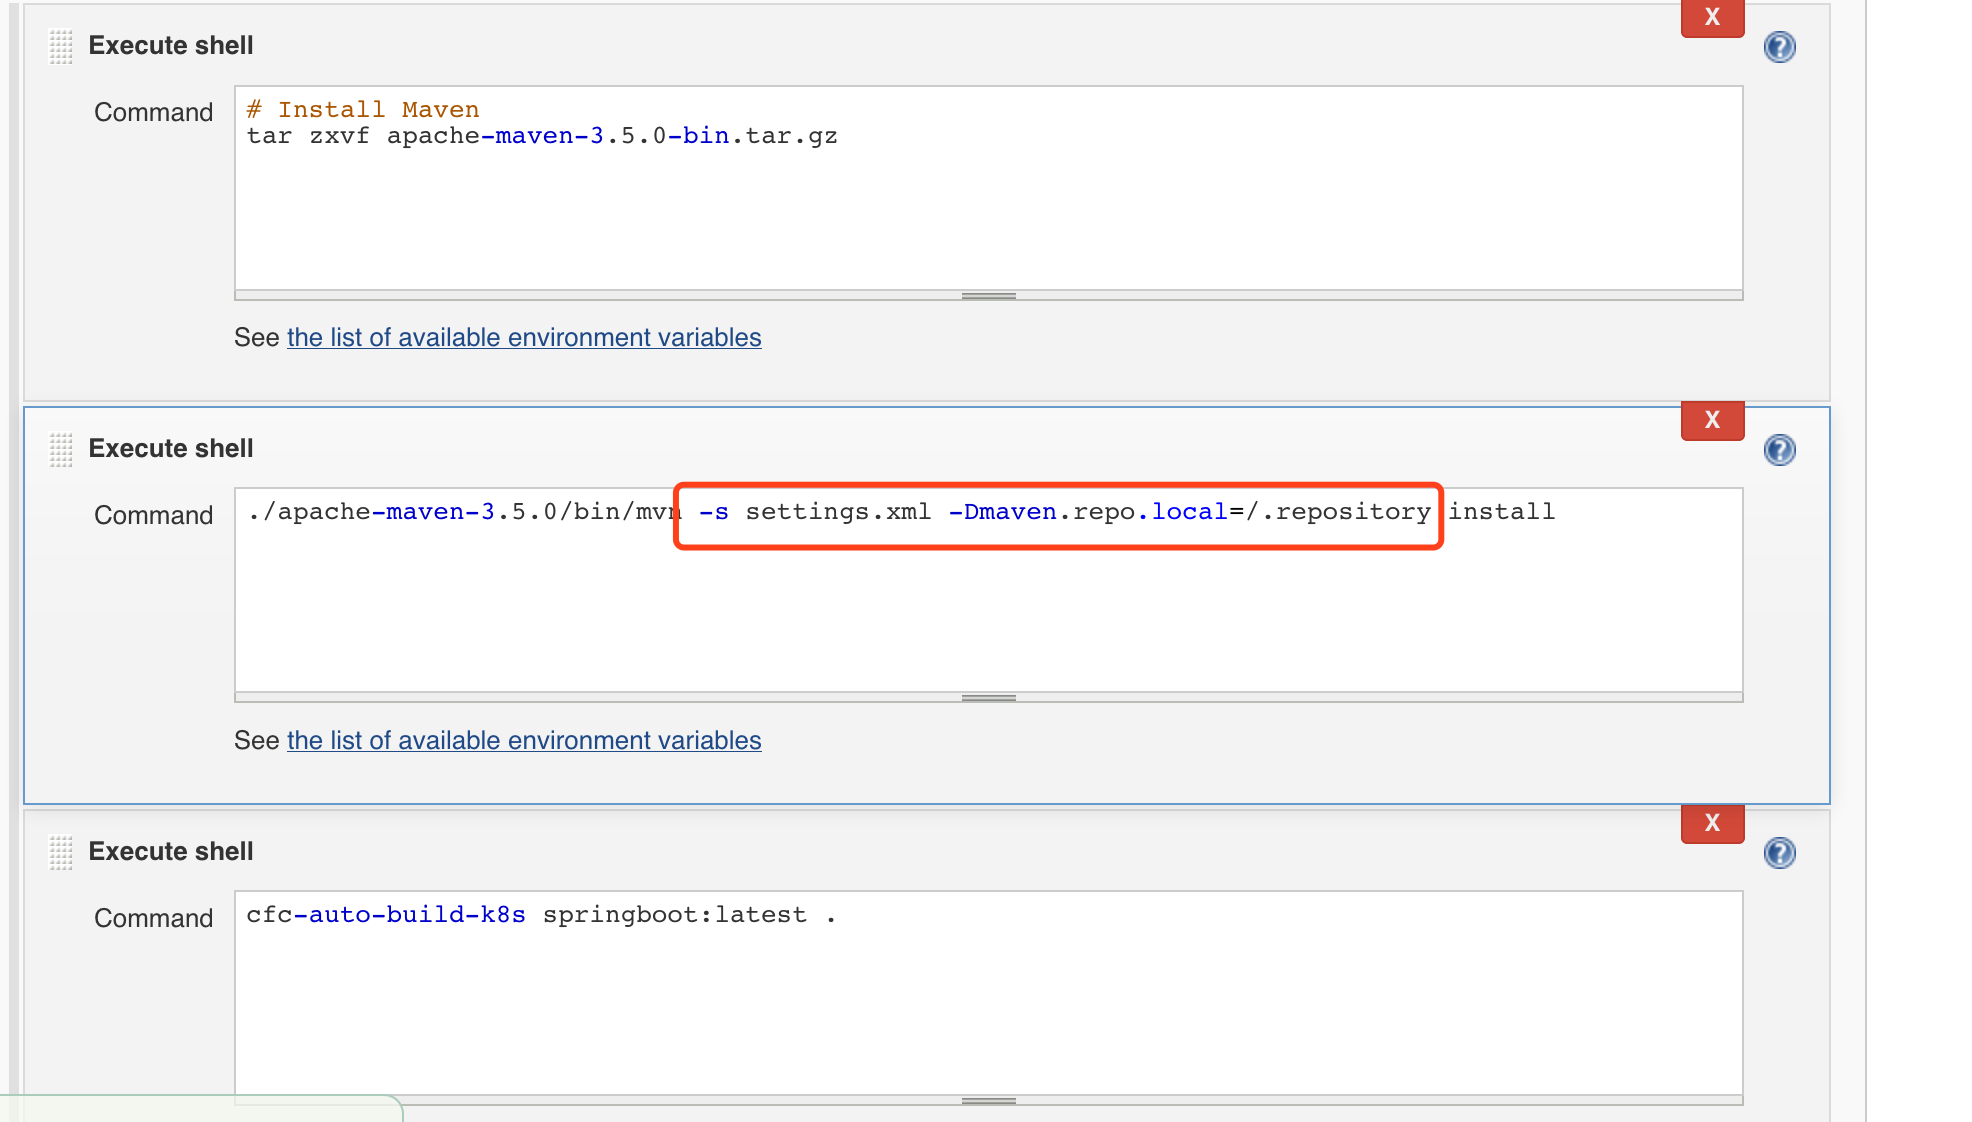 X
Execute shell
?
Command
# Install Maven
tar zxvf apache-maven-3.5.0-bin.tar.gz
See the list of available environment variables
X
Execute shell
?
Command
./apache-maven-3.5.0/bin/mvn -s settings.xml -Dmaven.repo.local=/.repository install
See the list of available environment variables
X
Execute shell
?
Command
cfc-auto-build-k8s springboot:latest .